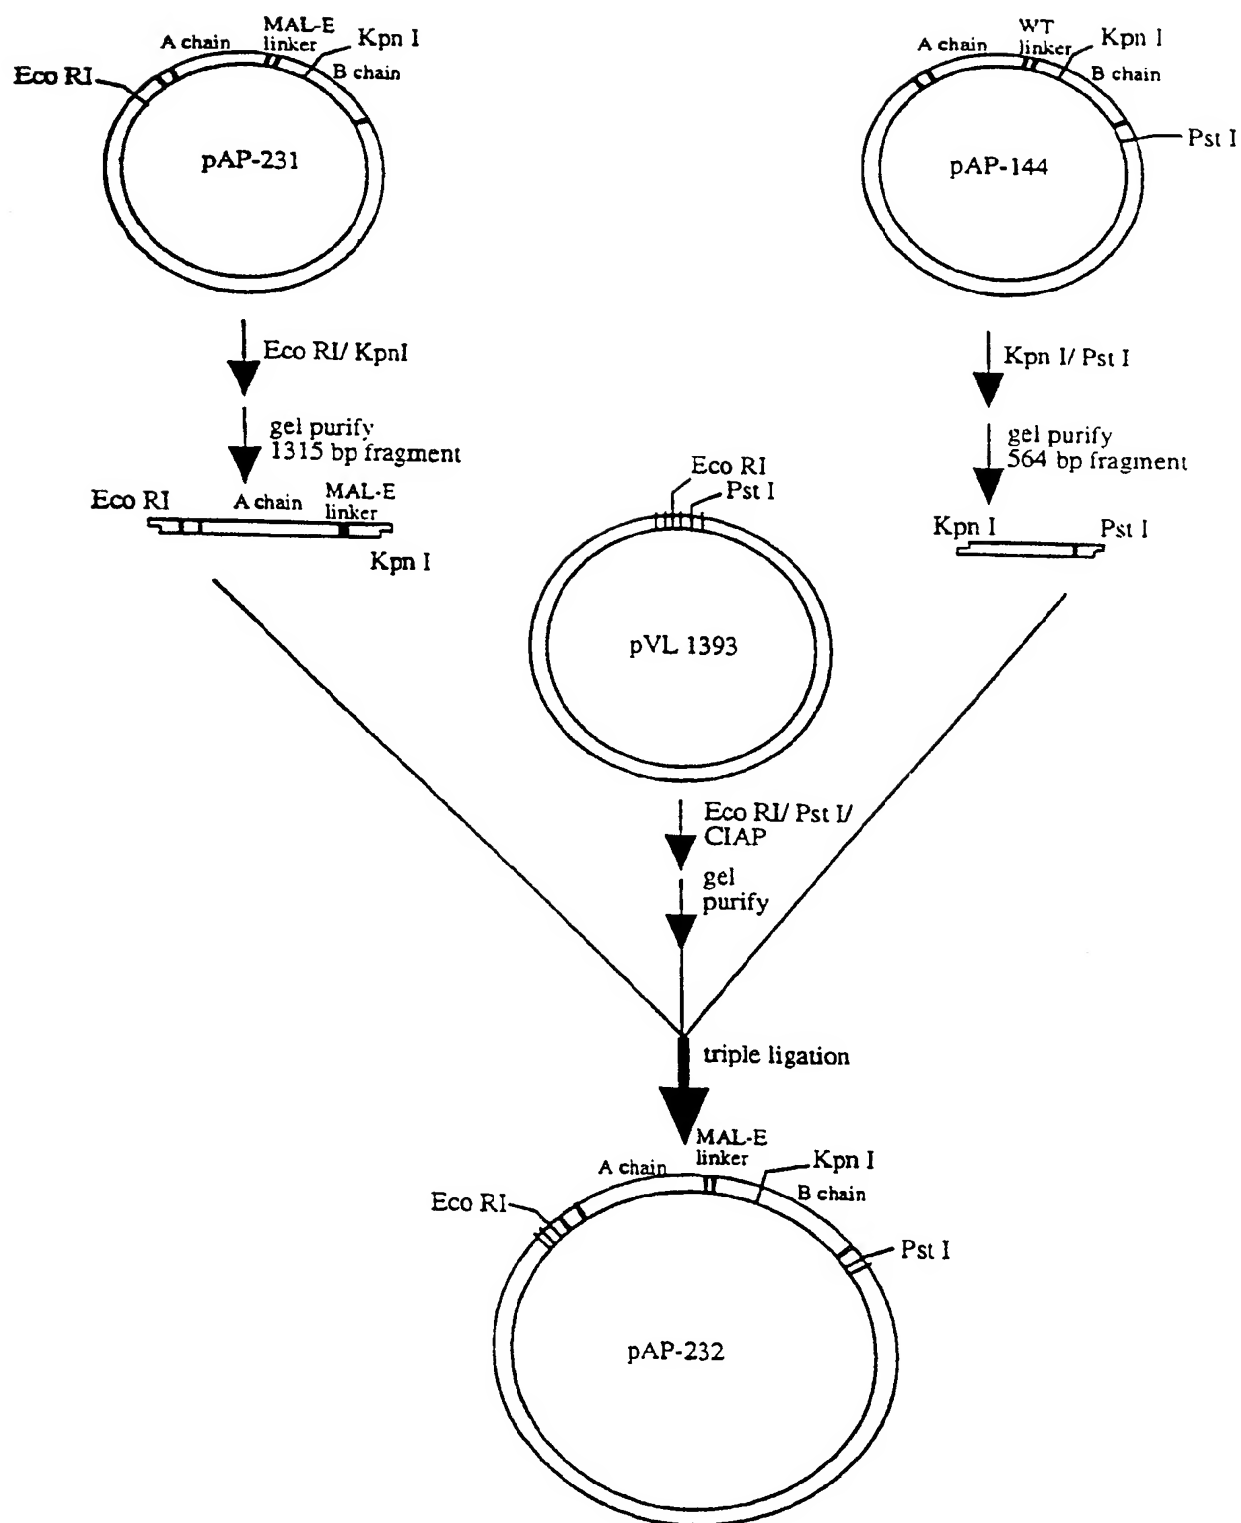 A chain
MAL-E
linker
Kpn I
B chain
Eco RI
pAP-231
A chain
WT
linker
Kpn I
B chain
Pst I
pAP-144
Eco RI/ KpnI
gel purify
1315 bp fragment
Kpn I/ Pst I
gel purify
564 bp fragment
Eco RI
A chain
MAL-E
linker
Kpn I
Eco RI
Pst I
pVL 1393
Kpn I
Pst I
Eco RI/ Pst I/
CIAP
gel
purify
triple ligation
MAL-E
linker
A chain
Kpn I
B chain
Eco RI
Pst I
pAP-232